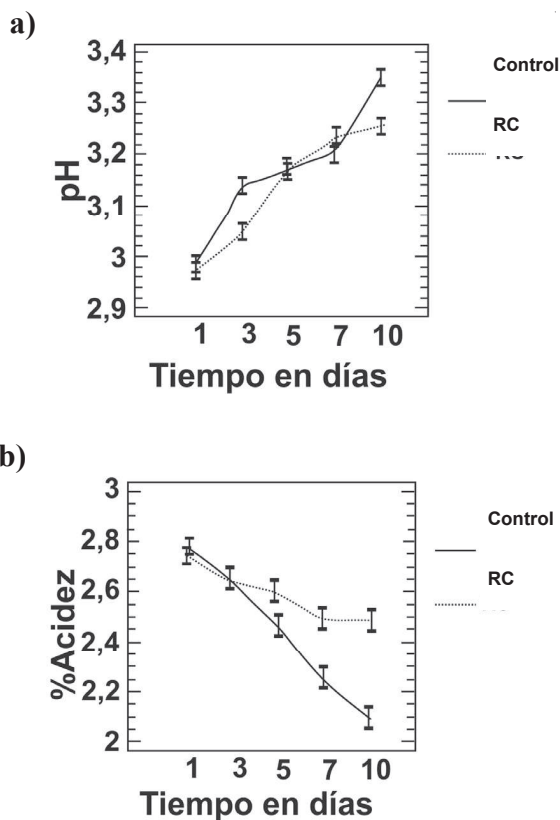 a)
3,4
3,3
3,2
3,1
3
2,9
pH
1 3 5 7 10
Tiempo en días
Control
RC
b)
3
2,8
2,6
2,4
2,2
2
%Acidez
1 3 5 7 10
Tiempo en días
Control
RC